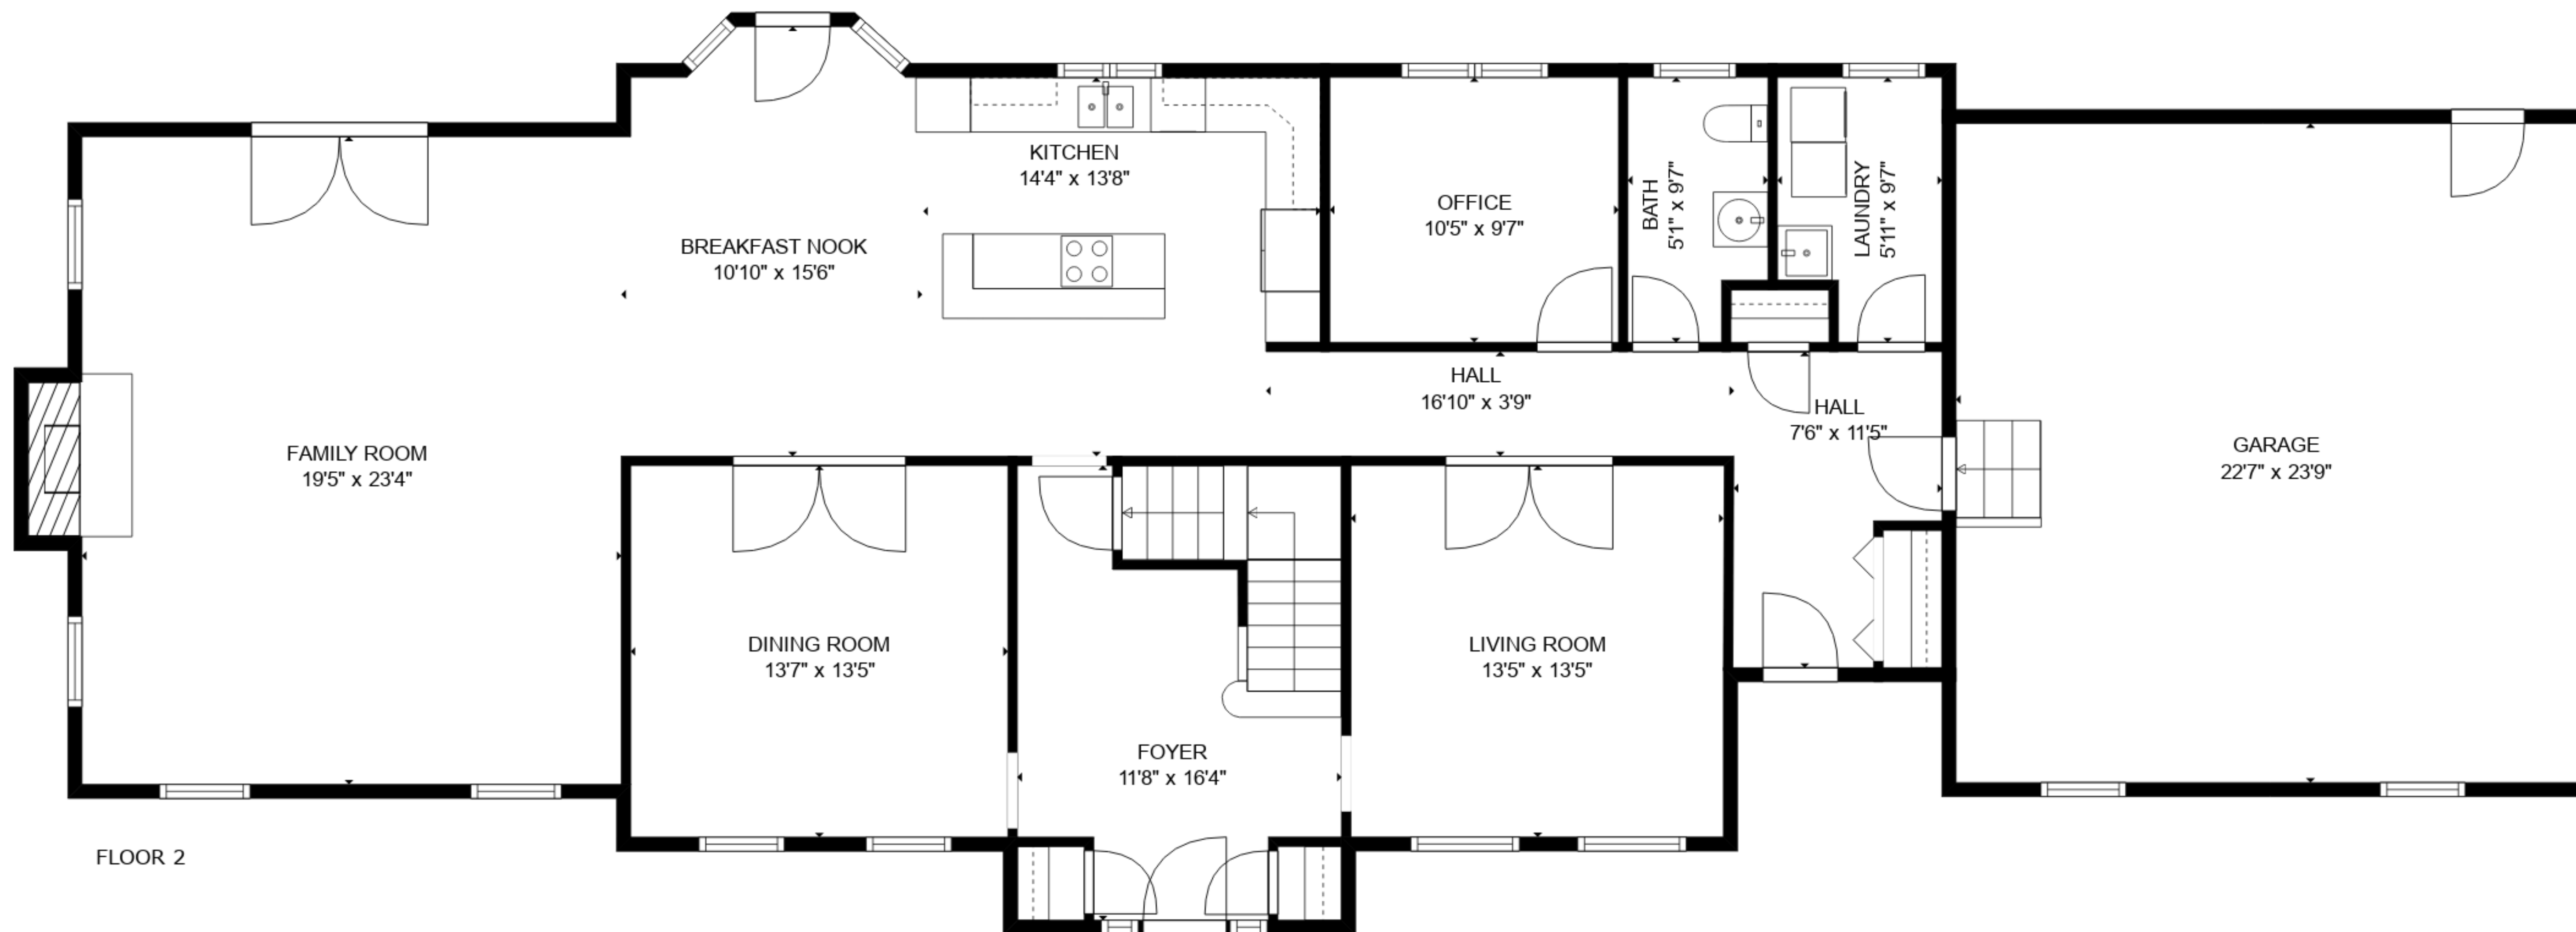 KITCHEN
14'4" x 13'8"
BREAKFAST NOOK
10'10" x 15'6"
OFFICE
10'5" x 9'7"
BATH
5'1" x 9'7"
LAUNDRY
5'11" x 9'7"
HALL
16'10" x 3'9"
HALL
7'6" x 11'5"
FAMILY ROOM
19'5" x 23'4"
GARAGE
22'7" x 23'9"
DINING ROOM
13'7" x 13'5"
LIVING ROOM
13'5" x 13'5"
FOYER
11'8" x 16'4"
FLOOR 2